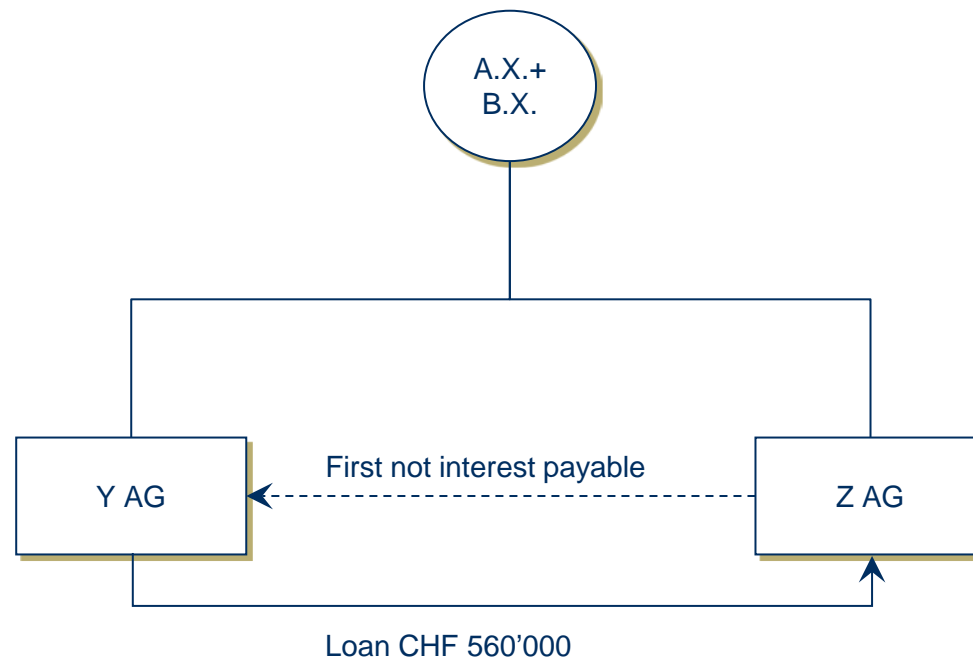 A.X.+
B.X.
First not interest payable
Y AG
Z AG
Loan CHF 560'000